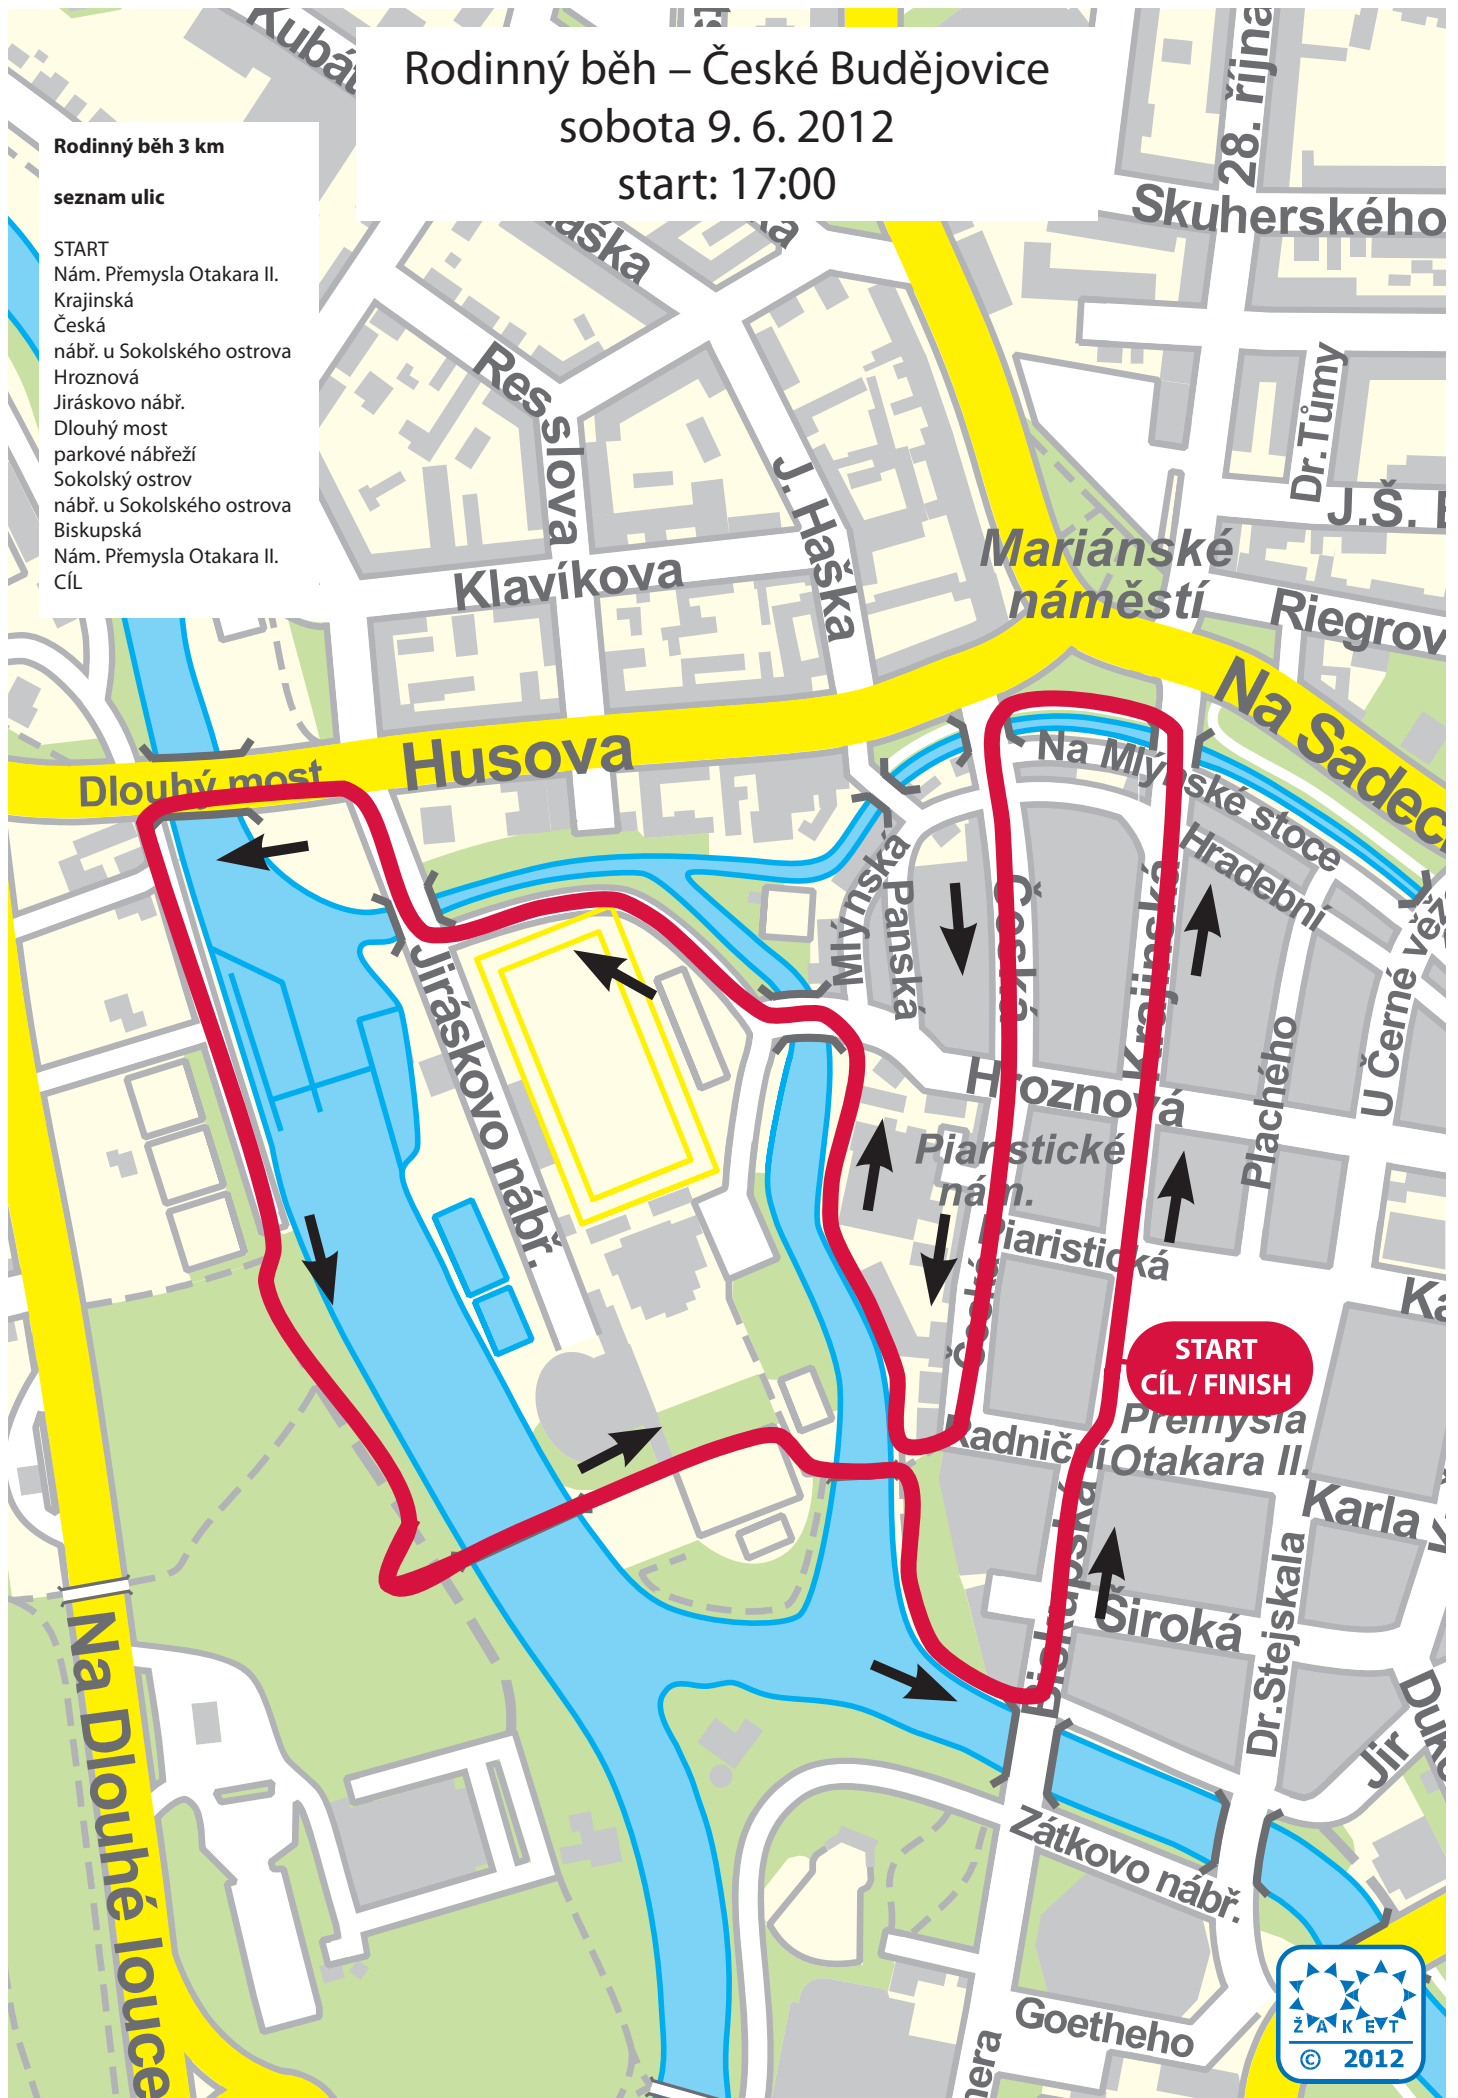 Rodinný běh – České Budějovice
sobota 9. 6. 2012
start: 17:00
Rodinný běh 3 km
seznam ulic
START
Nám. Přemysla Otakara II.
Krajinská
Česká
nábř. u Sokolského ostrova
Hroznová
Jiráskovo nábř.
Dlouhý most
parkové nábřeží
Sokolský ostrov
nábř. u Sokolského ostrova
Biskupská
Nám. Přemysla Otakara II.
CÍL
28. října
Skuherského
Resslova
J. Haška
Dr.Tůmy
J.Š.
Klavíkova
Mariánské
náměstí
Riegrov
Na Sadech
Husova
Dlouhý most
Na Mlýnské stoce
Hradební
Mlýnská
Panská
Česká
Krajinská
U Černé věž
Plachého
Jiráskovo nábř.
Hroznová
Piaristické
nám.
Piaristická
Česká
START
CÍL / FINISH
Přemysla
Otakara II.
Radniční
Karla
Biskupská
Široká
Dr.Stejskala
Jir
Na Dlouhé louce
Zátkovo nábř.
Goetheho
ŽAKET
© 2012